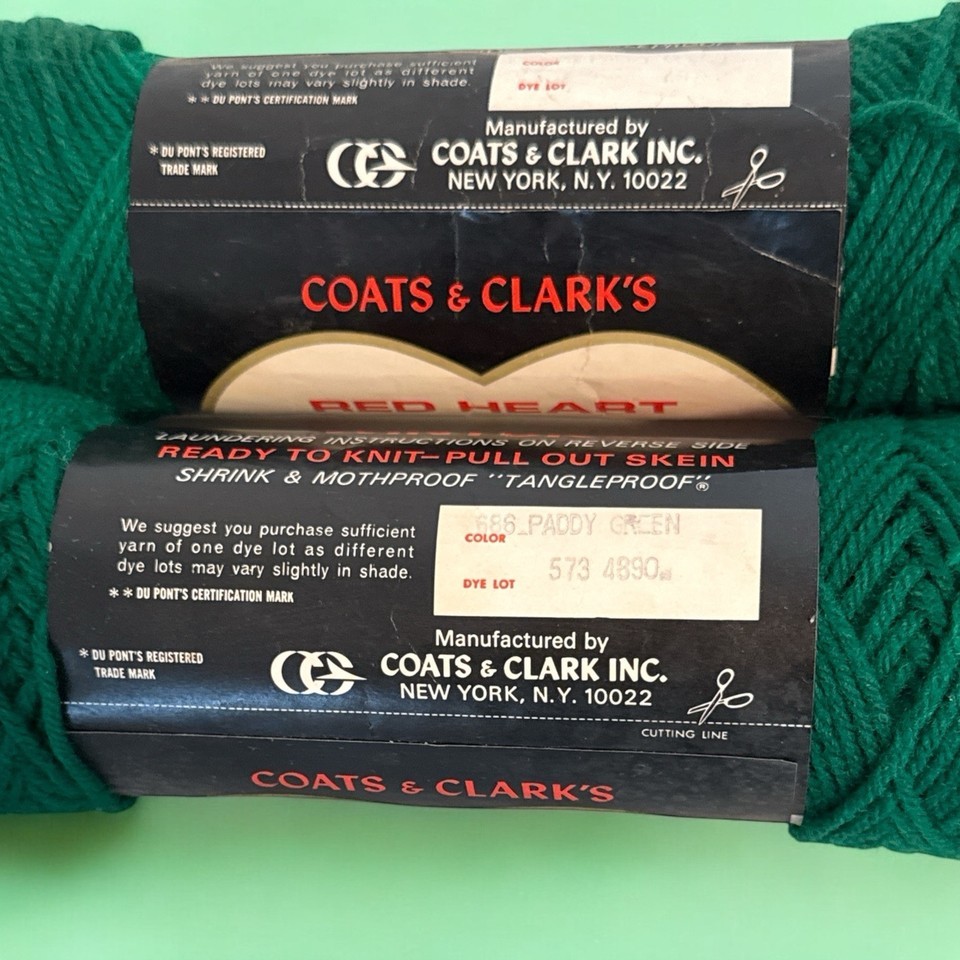 We suggest you purchase sufficient
yarn of one dye lot as different
dye lots may vary slightly in shade.
** DU PONT'S CERTIFICATION MARK
COLOR
DYE LOT
* DU PONT'S REGISTERED
TRADE MARK
Manufactured by
COATS & CLARK INC.
NEW YORK, N.Y. 10022
COATS & CLARK'S
RED HEART
LAUNDERING INSTRUCTIONS ON REVERSE SIDE
READY TO KNIT—PULL OUT SKEIN
SHRINK & MOTHPROOF "TANGLEPROOF"®
We suggest you purchase sufficient
yarn of one dye lot as different
dye lots may vary slightly in shade.
** DU PONT'S CERTIFICATION MARK
686 PADDY GREEN
COLOR
573 4890
DYE LOT
* DU PONT'S REGISTERED
TRADE MARK
Manufactured by
COATS & CLARK INC.
NEW YORK, N.Y. 10022
CUTTING LINE
COATS & CLARK'S